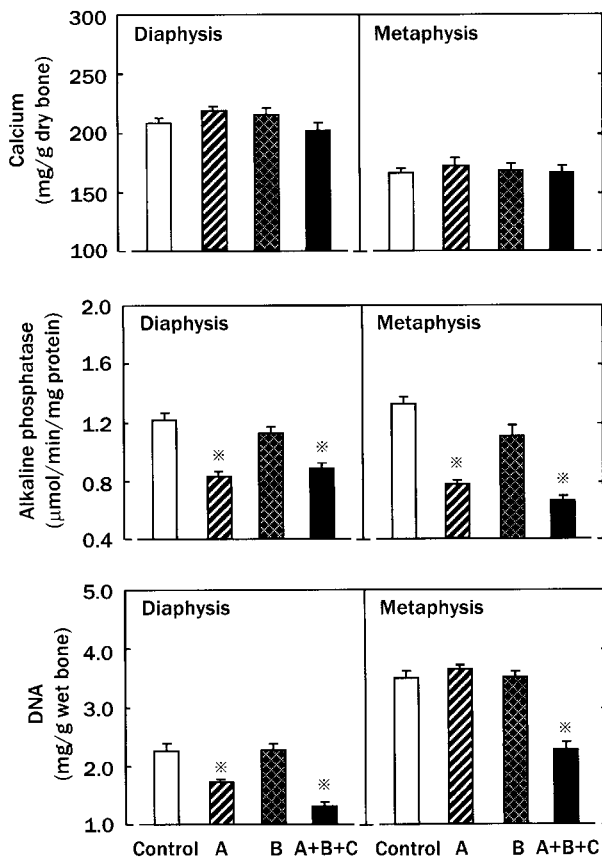 Calcium
(mg/g dry bone)
300
250
200
150
100
Diaphysis
Metaphysis
Alkaline phosphatase
(μmol/min/mg protein)
2.0
1.6
1.2
0.8
0.4
Diaphysis
Metaphysis
※
※
※
※
DNA
(mg/g wet bone)
5.0
4.0
3.0
2.0
1.0
Diaphysis
Metaphysis
※
※
※
Control A B A+B+C Control A B A+B+C